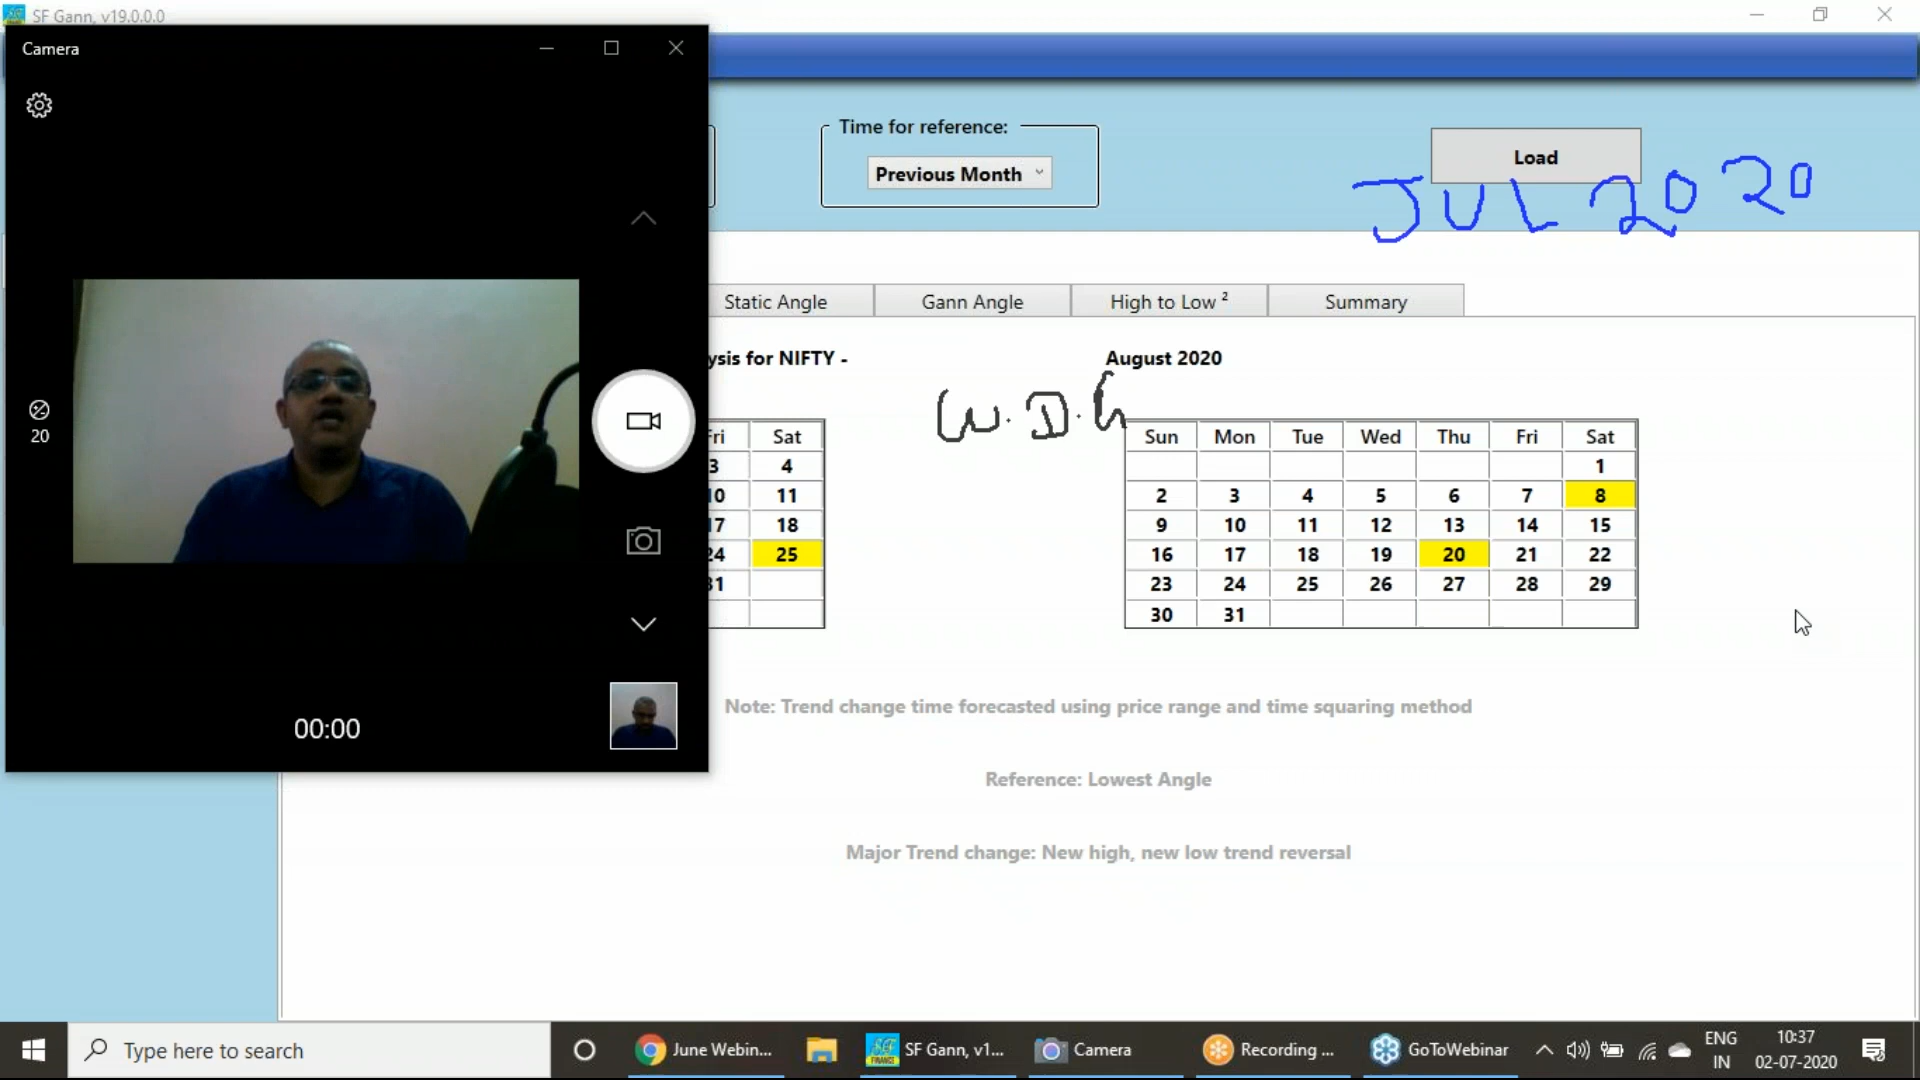 SF Gann, v19.0.0.0
Camera
Time for reference:
Previous Month
Load
JUL 2020
Static Angle
Gann Angle
High to Low ²
Summary
ysis for NIFTY -
August 2020
W.D.G
20
Fri Sat
3 4
10 11
17 18
24 25
31
Sun Mon Tue Wed Thu Fri Sat
1
2 3 4 5 6 7 8
9 10 11 12 13 14 15
16 17 18 19 20 21 22
23 24 25 26 27 28 29
30 31
00:00
Note: Trend change time forecasted using price range and time squaring method
Reference: Lowest Angle
Major Trend change: New high, new low trend reversal
Type here to search
June Webin...
SF Gann, v1...
Camera
Recording ...
GoToWebinar
ENG
IN
10:37
02-07-2020